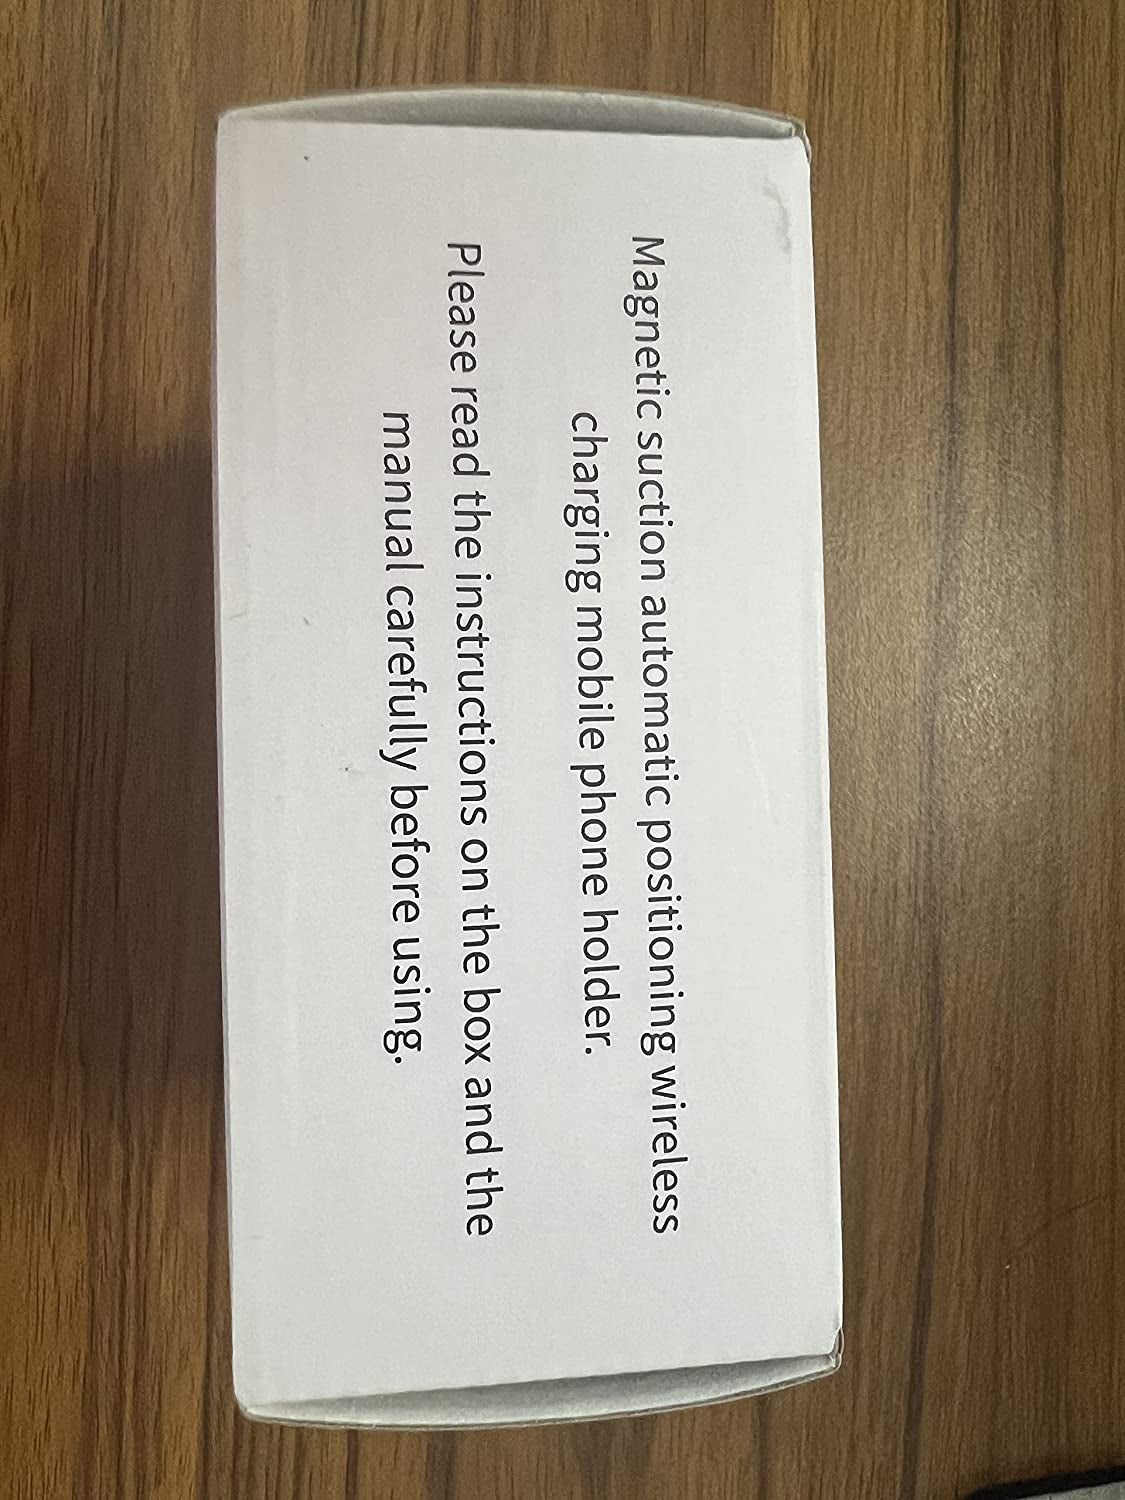 Magnetic suction automatic positioning wireless
charging mobile phone holder.
Please read the instructions on the box and the
manual carefully before using.